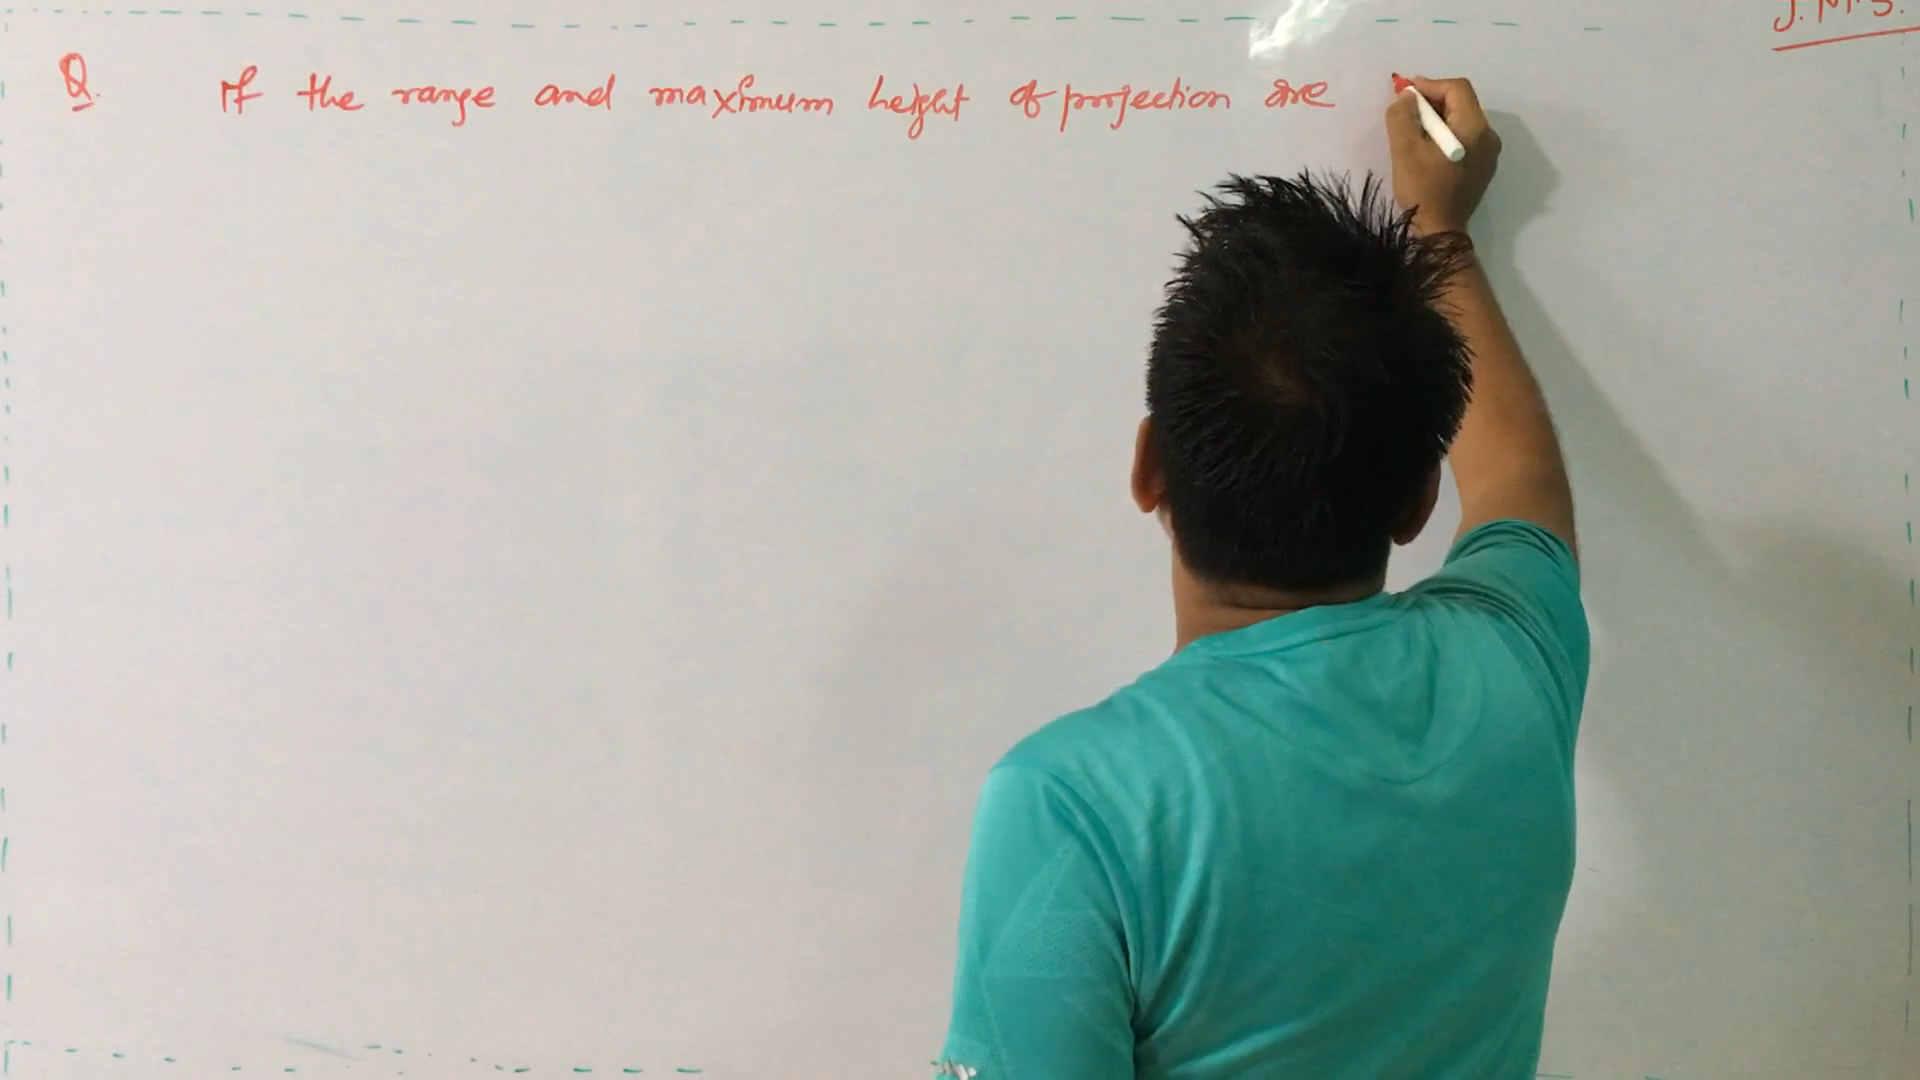 J.M.S.
Q. If the range and maximum height of projection are